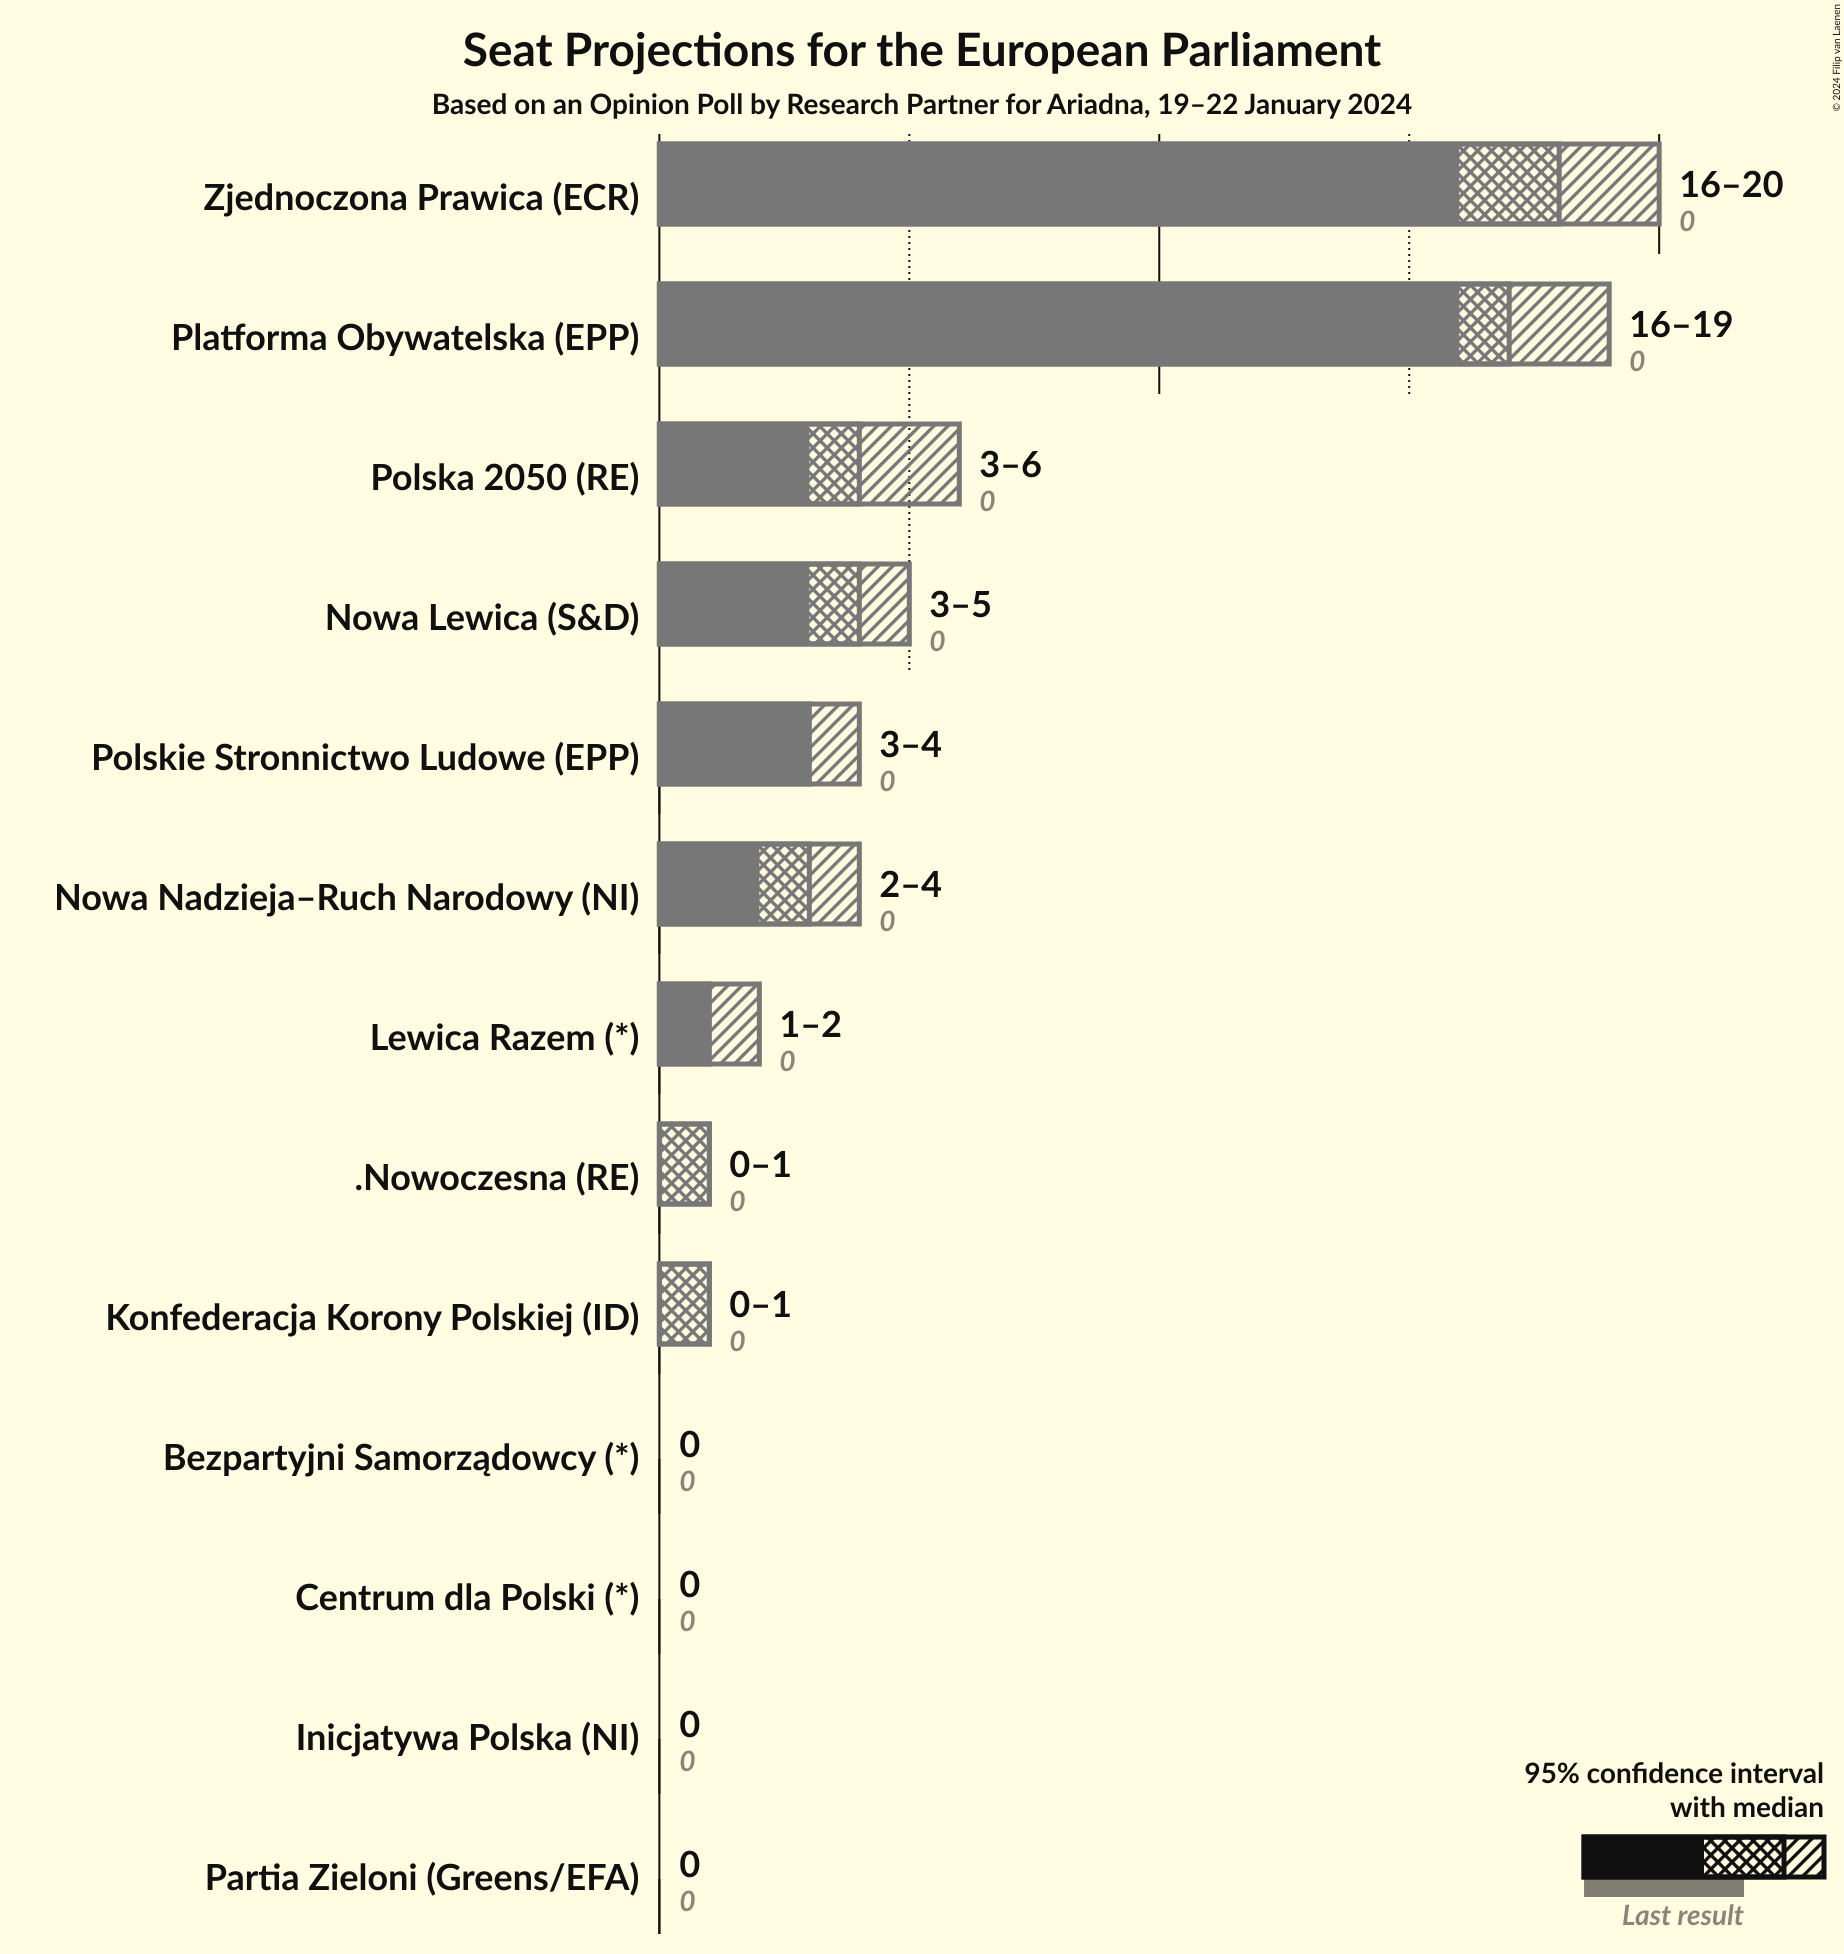 Seat Projections for the European Parliament
Based on an Opinion Poll by Research Partner for Ariadna, 19–22 January 2024
© 2024 Filip van Laenen
Zjednoczona Prawica (ECR)
16–20
0
Platforma Obywatelska (EPP)
16–19
0
Polska 2050 (RE)
3–6
0
Nowa Lewica (S&D)
3–5
0
Polskie Stronnictwo Ludowe (EPP)
3–4
0
Nowa Nadzieja–Ruch Narodowy (NI)
2–4
0
Lewica Razem (*)
1–2
0
.Nowoczesna (RE)
0–1
0
Konfederacja Korony Polskiej (ID)
0–1
0
Bezpartyjni Samorządowcy (*)
0
0
Centrum dla Polski (*)
0
0
Inicjatywa Polska (NI)
0
0
Partia Zieloni (Greens/EFA)
0
0
95% confidence interval
with median
Last result